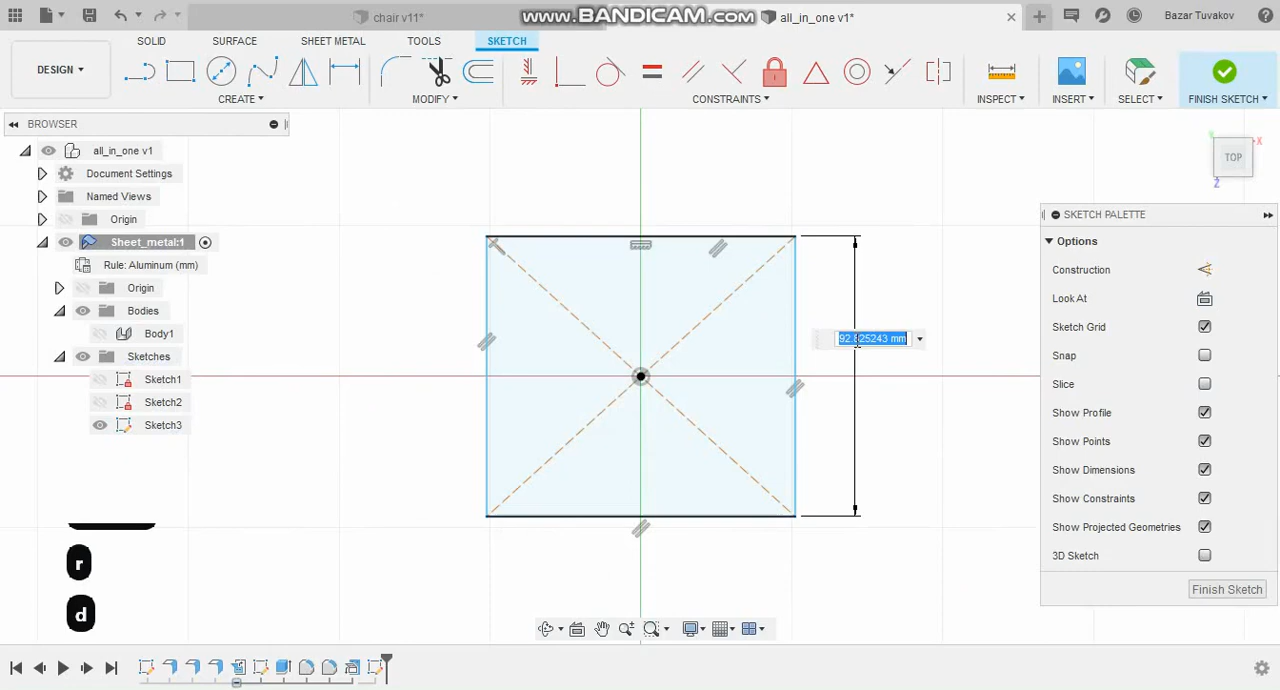 chair v11*
www.BANDICAM.com
all_in_one v1*
Bazar Tuvakov
SOLID
SURFACE
SHEET METAL
TOOLS
SKETCH
DESIGN
CREATE
MODIFY
CONSTRAINTS
INSPECT
INSERT
SELECT
FINISH SKETCH
BROWSER
all_in_one v1
Document Settings
Named Views
Origin
Sheet_metal:1
Rule: Aluminum (mm)
Origin
Bodies
Body1
Sketches
Sketch1
Sketch2
Sketch3
TOP
X
Z
SKETCH PALETTE
Options
Construction
Look At
Sketch Grid
Snap
Slice
Show Profile
Show Points
Show Dimensions
Show Constraints
Show Projected Geometries
3D Sketch
Finish Sketch
r
d